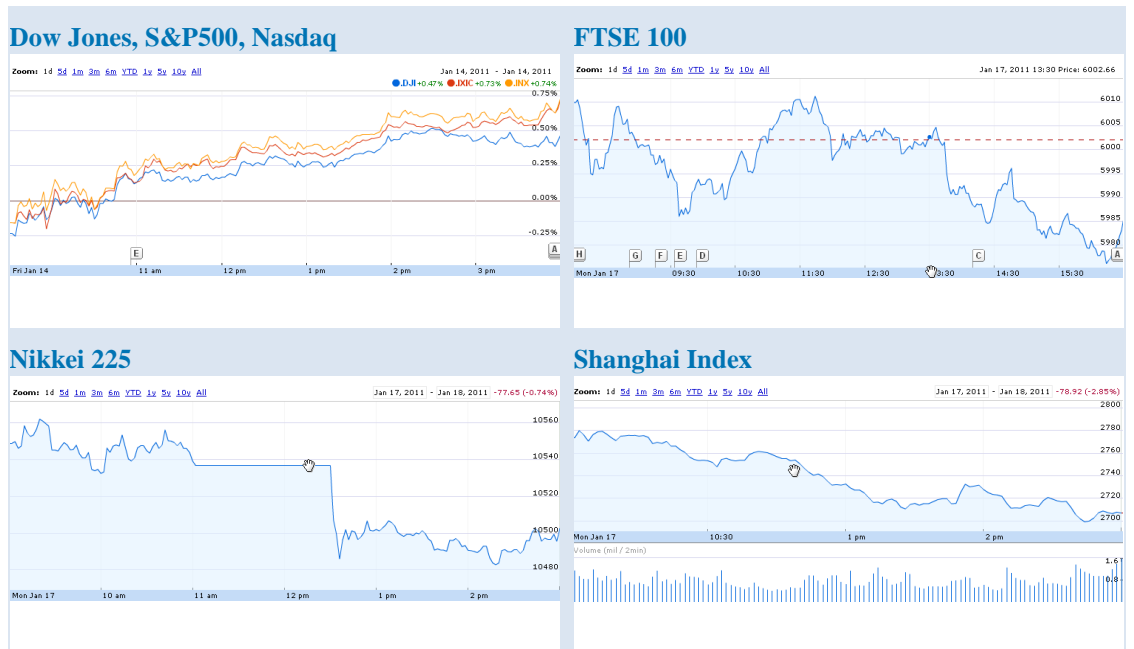 Dow Jones, S&P500, Nasdaq
Zoom: 1d 5d 1m 3m 6m YTD 1y 5y 10y All
Jan 14, 2011 - Jan 14, 2011
.DJI +0.47% .IXIC +0.73% .INX +0.74%
0.75%
0.50%
0.25%
0.00%
-0.25%
E
A
Fri Jan 14 11 am 12 pm 1 pm 2 pm 3 pm
FTSE 100
Zoom: 1d 5d 1m 3m 6m YTD 1y 5y 10y All
Jan 17, 2011 13:30 Price: 6002.66
6010
6005
6000
5995
5990
5985
5980
H G F E D C A
Mon Jan 17 09:30 10:30 11:30 12:30 3:30 14:30 15:30
Nikkei 225
Zoom: 1d 5d 1m 3m 6m YTD 1y 5y 10y All
Jan 17, 2011 - Jan 18, 2011 -77.65 (-0.74%)
10560
10540
10520
10500
10480
Mon Jan 17 10 am 11 am 12 pm 1 pm 2 pm
Shanghai Index
Zoom: 1d 5d 1m 3m 6m YTD 1y 5y 10y All
Jan 17, 2011 - Jan 18, 2011 -78.92 (-2.85%)
2800
2780
2760
2740
2720
2700
Mon Jan 17 10:30 1 pm 2 pm
Volume (mil / 2min)
1.6
0.8